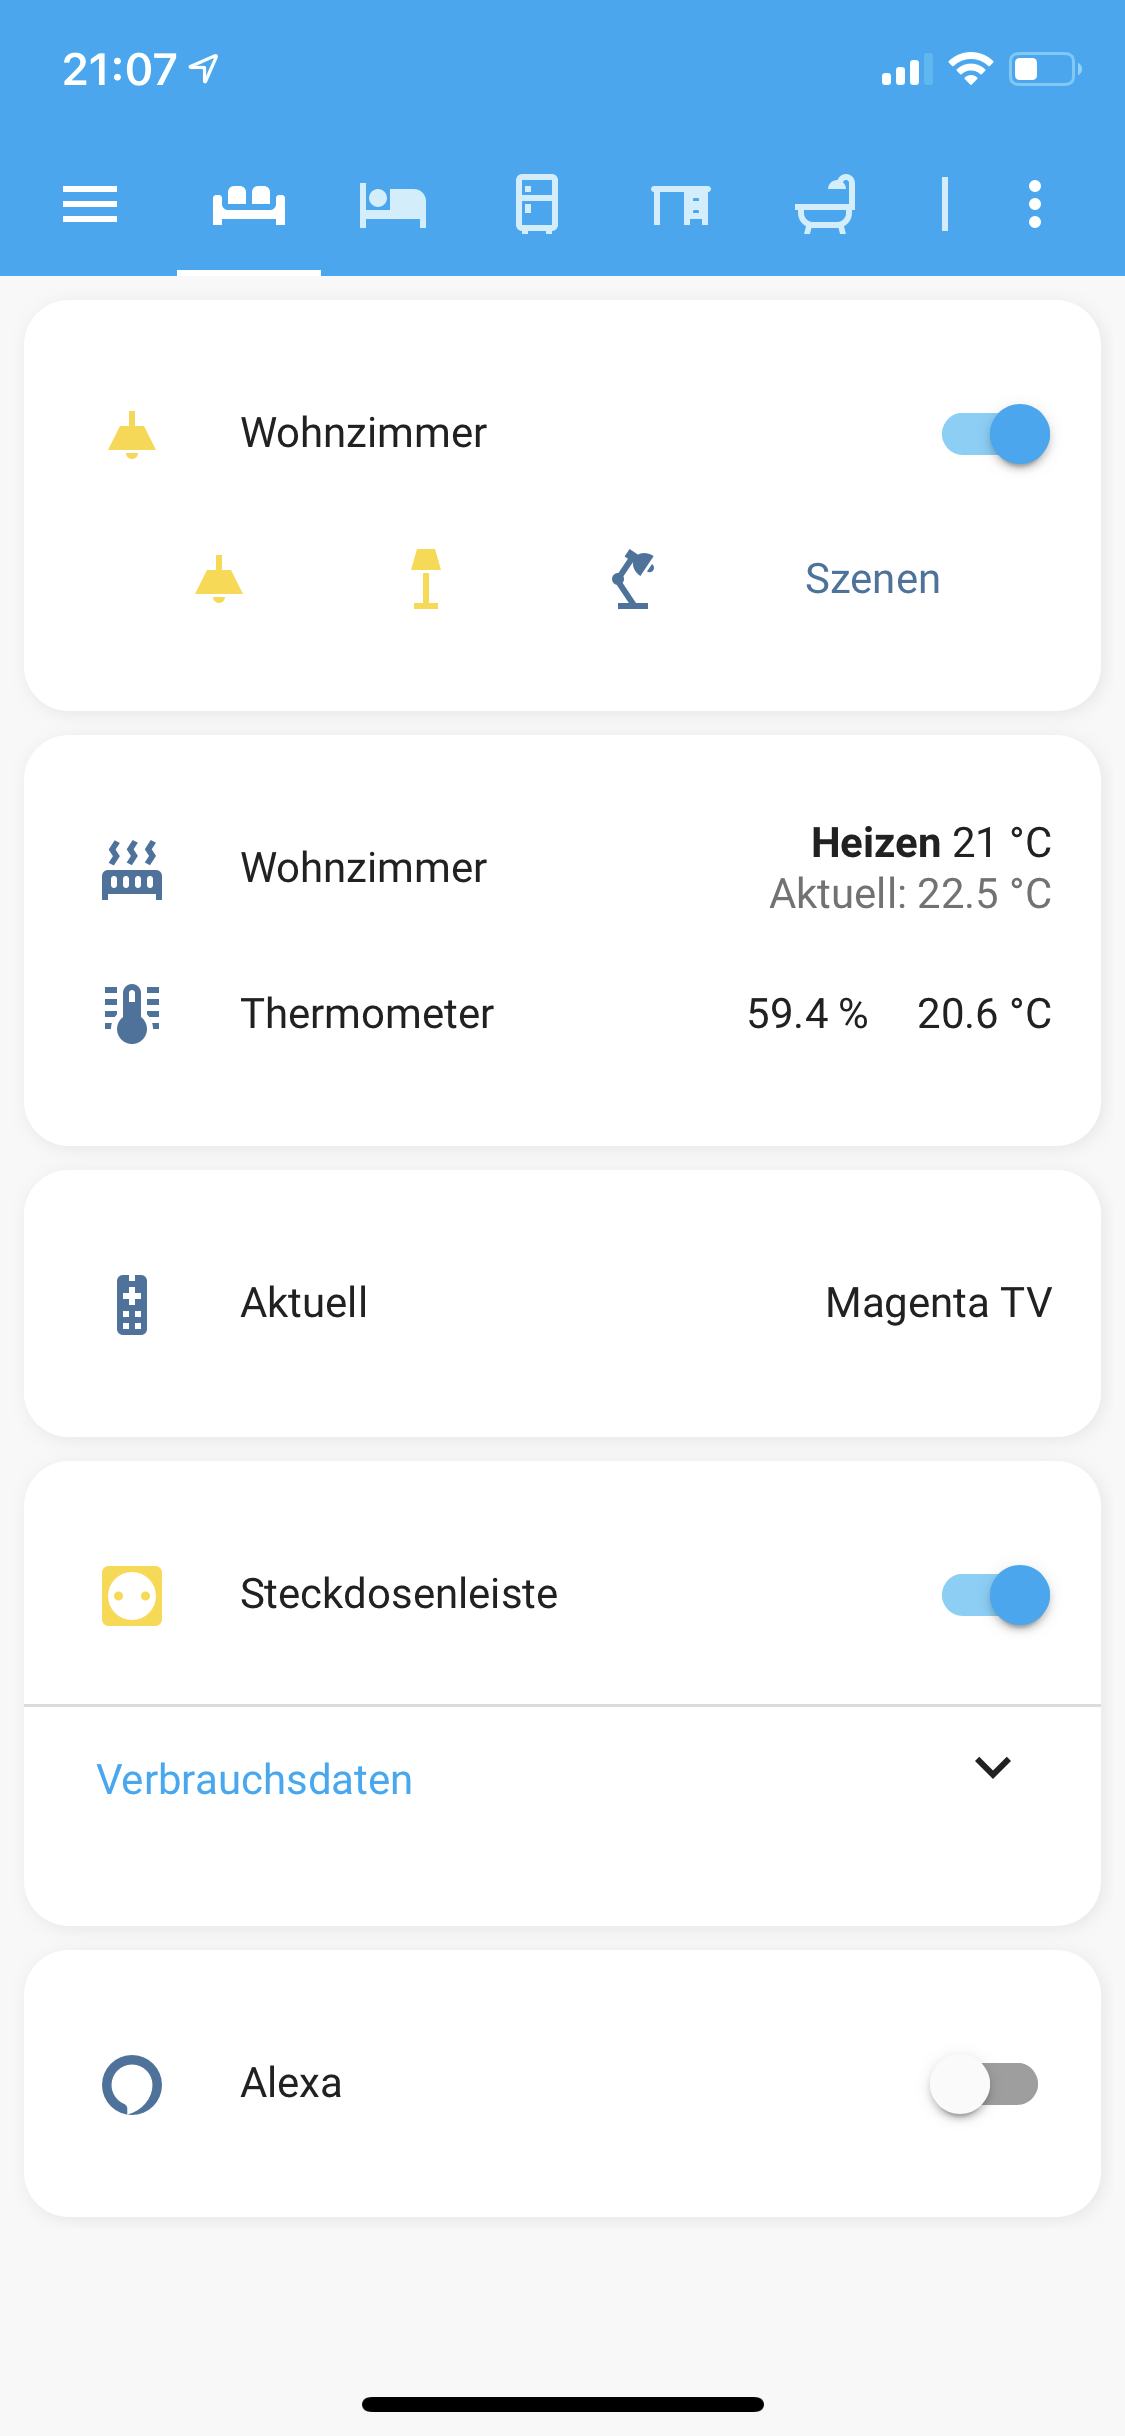 21:07
Wohnzimmer
Szenen
Wohnzimmer
Heizen 21 °C
Aktuell: 22.5 °C
Thermometer 59.4 % 20.6 °C
Aktuell Magenta TV
Steckdosenleiste
Verbrauchsdaten
Alexa